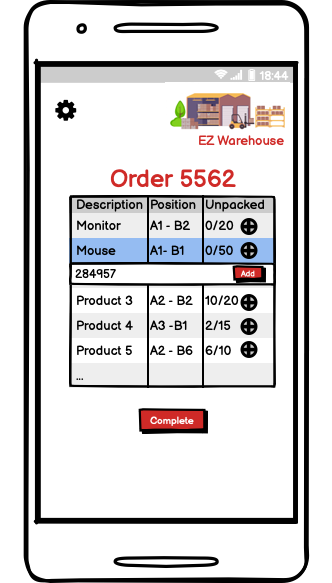 18:44
EZ Warehouse
Order 5562
Description Position Unpacked
Monitor A1 - B2 0/20
Mouse A1- B1 0/50
284957 Add
Product 3 A2 - B2 10/20
Product 4 A3 -B1 2/15
Product 5 A2 - B6 6/10
...
Complete